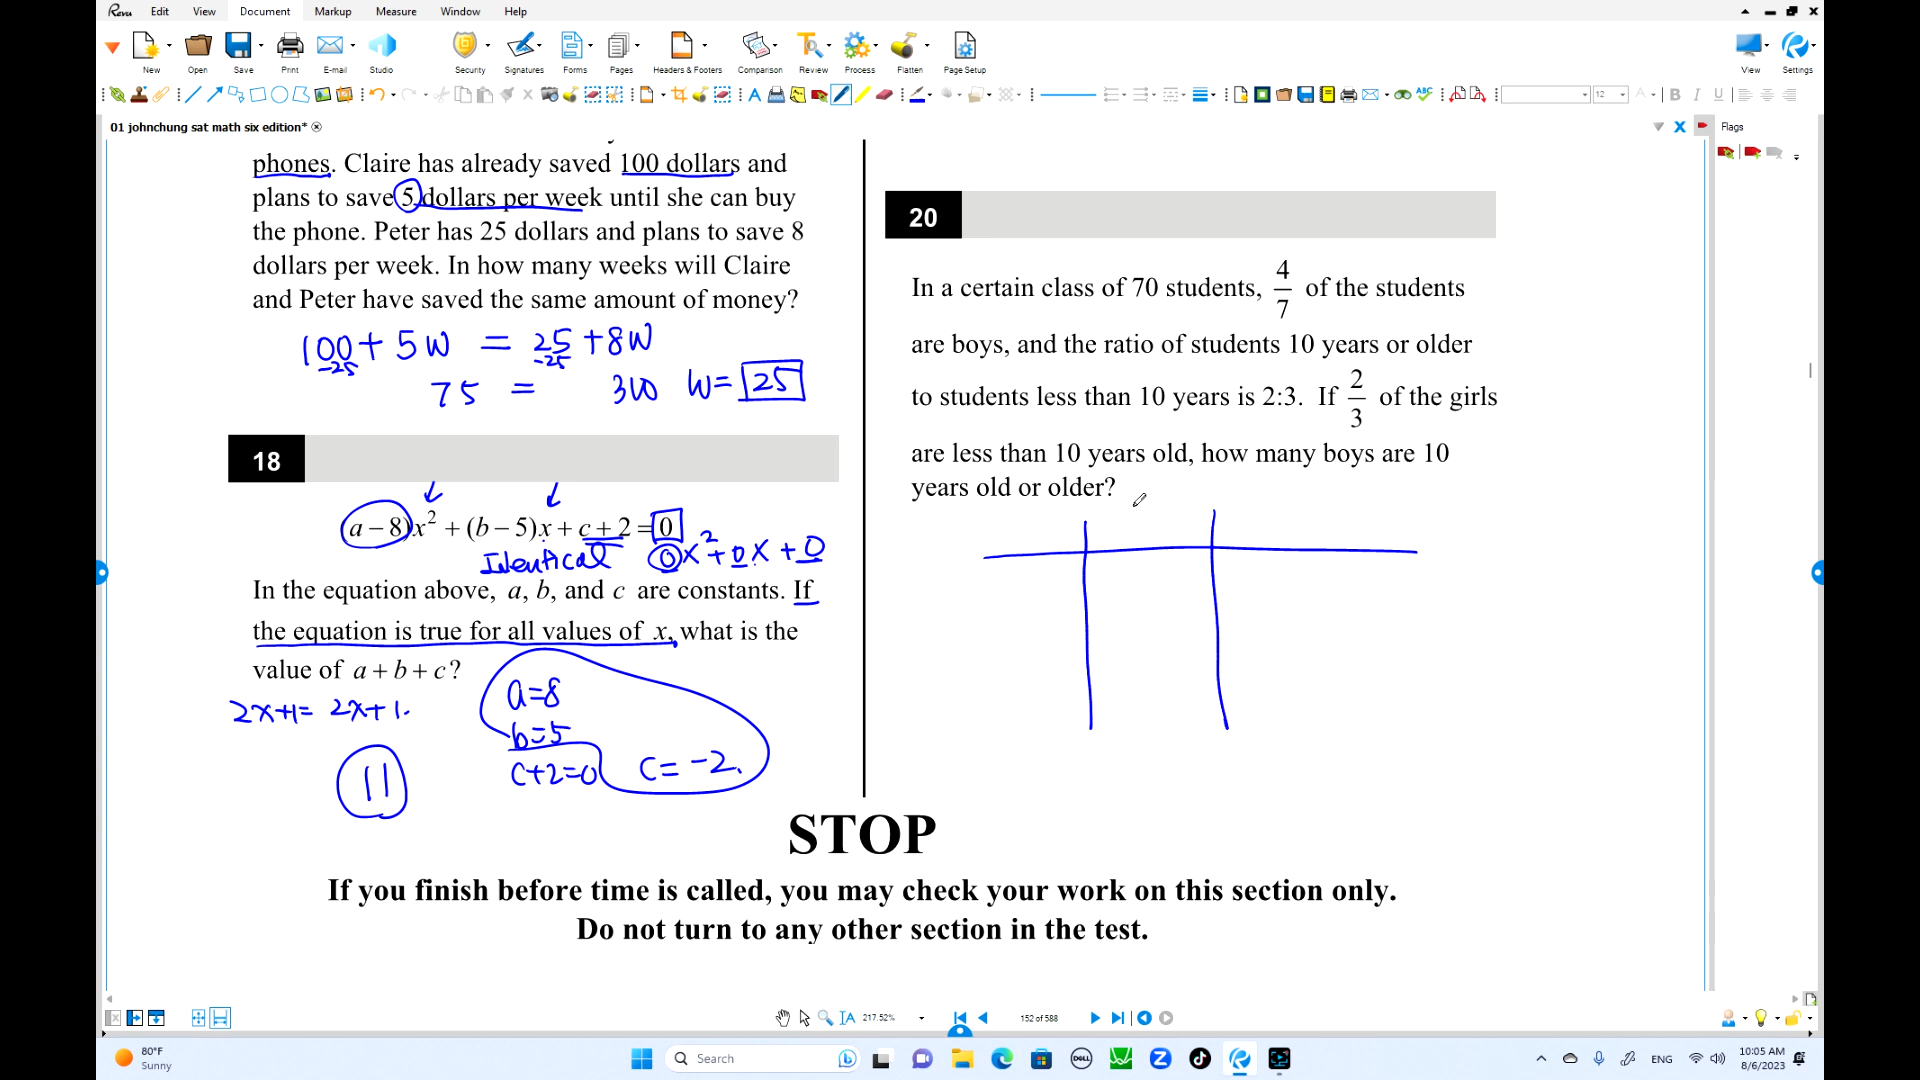 Revu Edit View Document Markup Measure Window Help
New Open Save Print E-mail Studio Security Signatures Forms Pages Headers & Footers Comparison Review Process Flatten Page Setup View Settings
12
01 johnchung sat math six edition*
Flags
phones. Claire has already saved 100 dollars and
plans to save 5 dollars per week until she can buy
the phone. Peter has 25 dollars and plans to save 8
dollars per week. In how many weeks will Claire
and Peter have saved the same amount of money?
100 + 5W = 25 + 8W
-25 -25
75 = 3W W = 25
18
a − 8)x² + (b − 5)x + c + 2 = 0
Identical 0x² + 0x + 0
In the equation above, a, b, and c are constants. If
the equation is true for all values of x, what is the
value of a + b + c?
2x+1= 2x+1.
a=8
b=5
c+2=0 c= -2.
11
20
In a certain class of 70 students, 4/7 of the students
are boys, and the ratio of students 10 years or older
to students less than 10 years is 2:3. If 2/3 of the girls
are less than 10 years old, how many boys are 10
years old or older?
STOP
If you finish before time is called, you may check your work on this section only.
Do not turn to any other section in the test.
217.52% 152 of 588
80°F
Sunny
Search
DELL
ENG
10:05 AM
8/6/2023